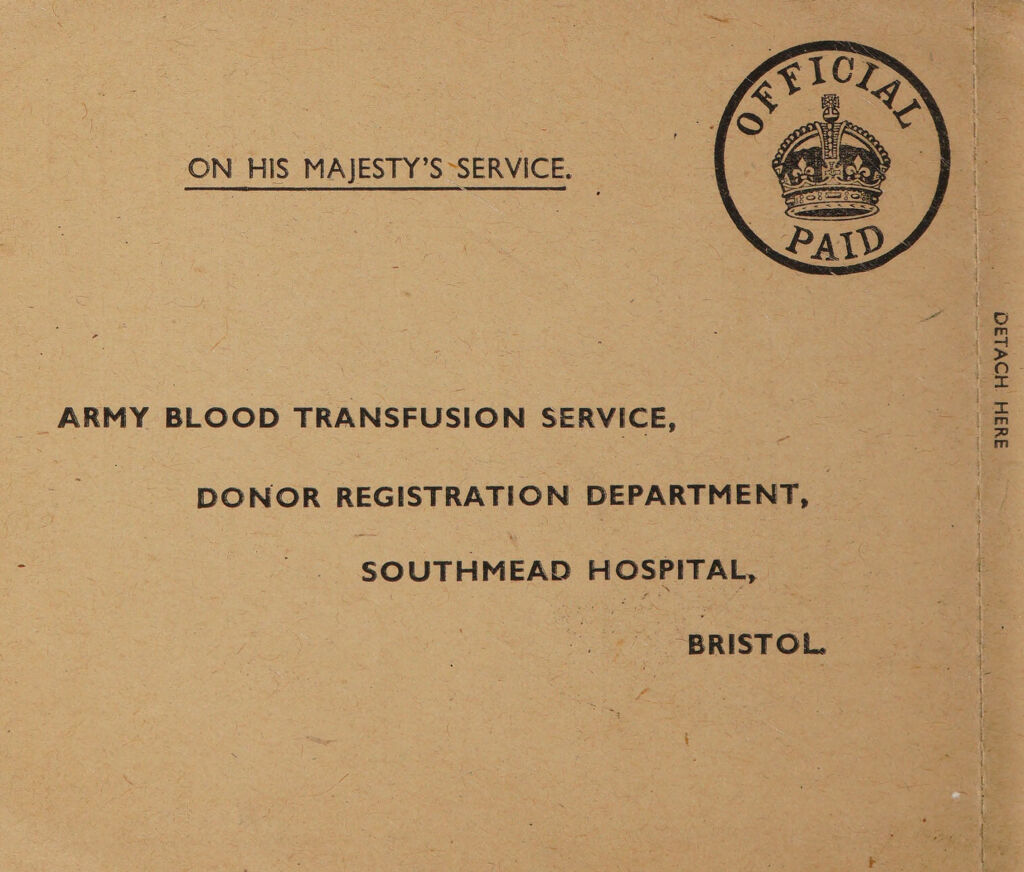 ON HIS MAJESTY'S SERVICE.
OFFICIAL
PAID
DETACH HERE
ARMY BLOOD TRANSFUSION SERVICE,
DONOR REGISTRATION DEPARTMENT,
SOUTHMEAD HOSPITAL,
BRISTOL.